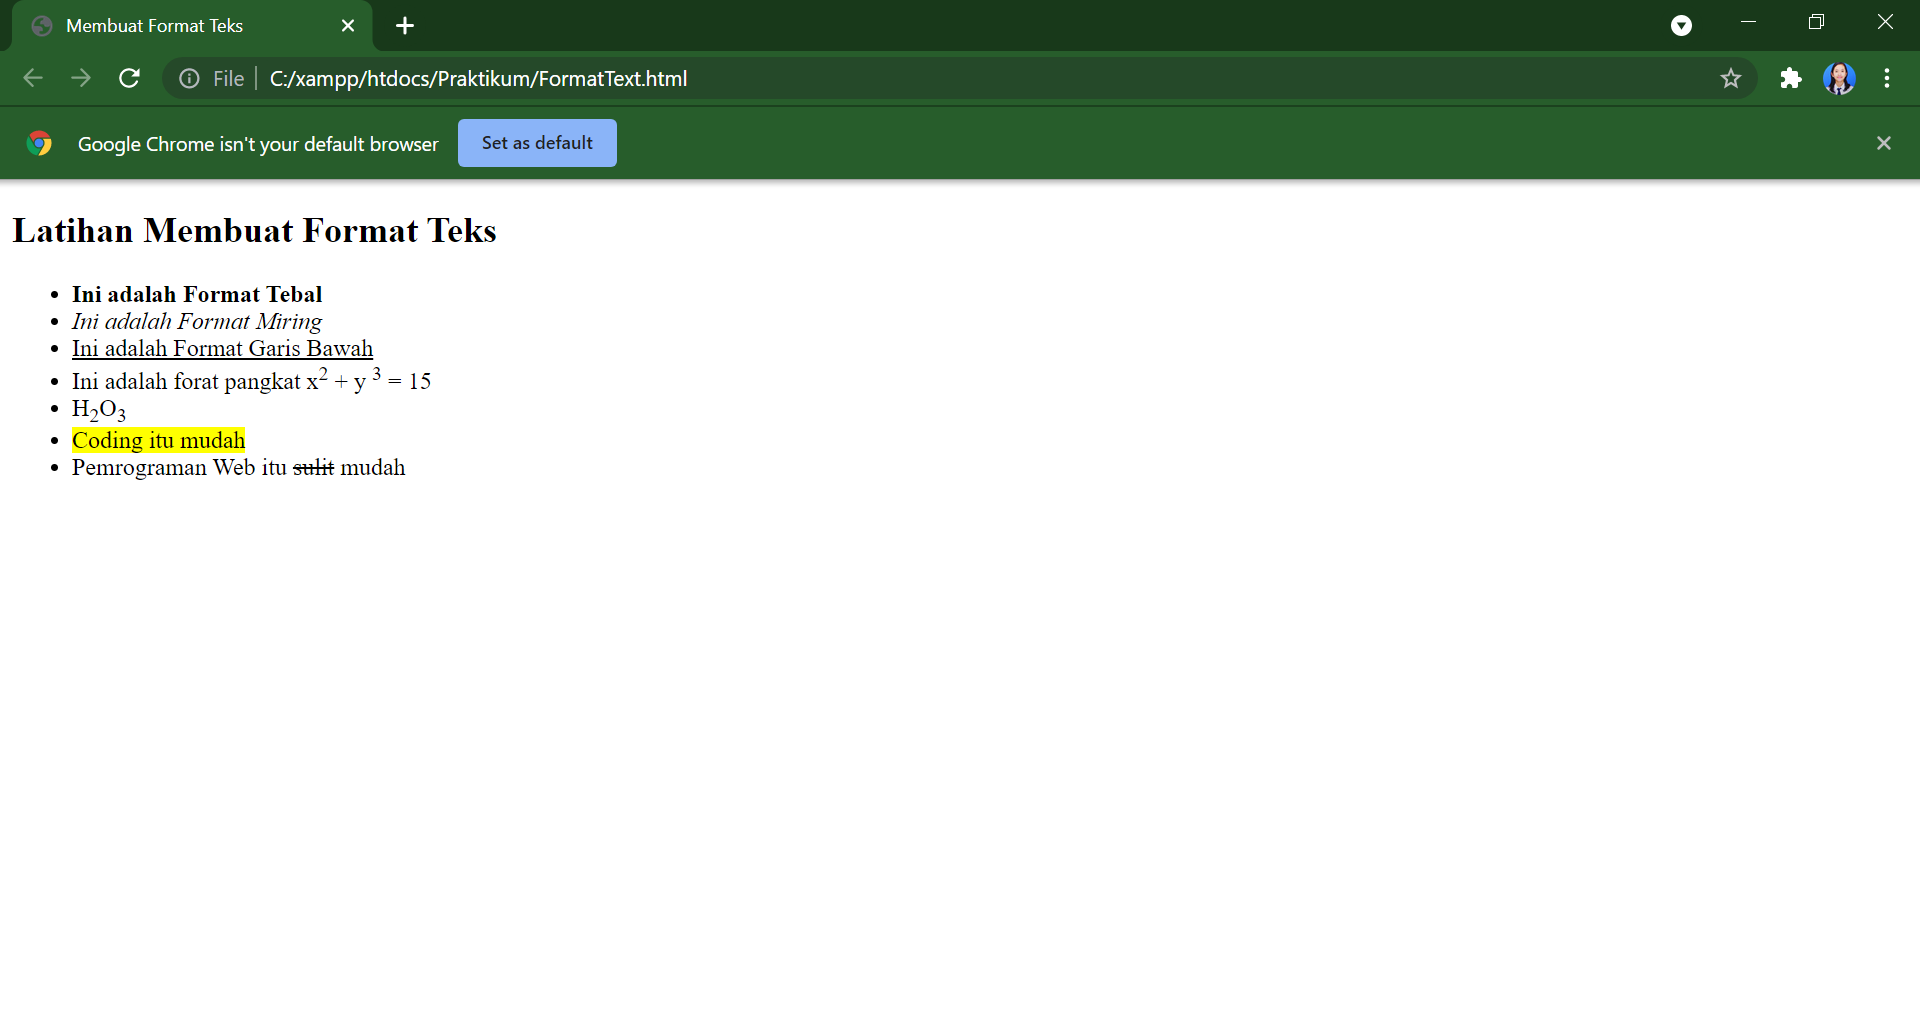 Membuat Format Teks
File C:/xampp/htdocs/Praktikum/FormatText.html
Google Chrome isn't your default browser Set as default
Latihan Membuat Format Teks
• Ini adalah Format Tebal
• Ini adalah Format Miring
• Ini adalah Format Garis Bawah
• Ini adalah forat pangkat x² + y ³ = 15
• H₂O₃
• Coding itu mudah
• Pemrograman Web itu sulit mudah